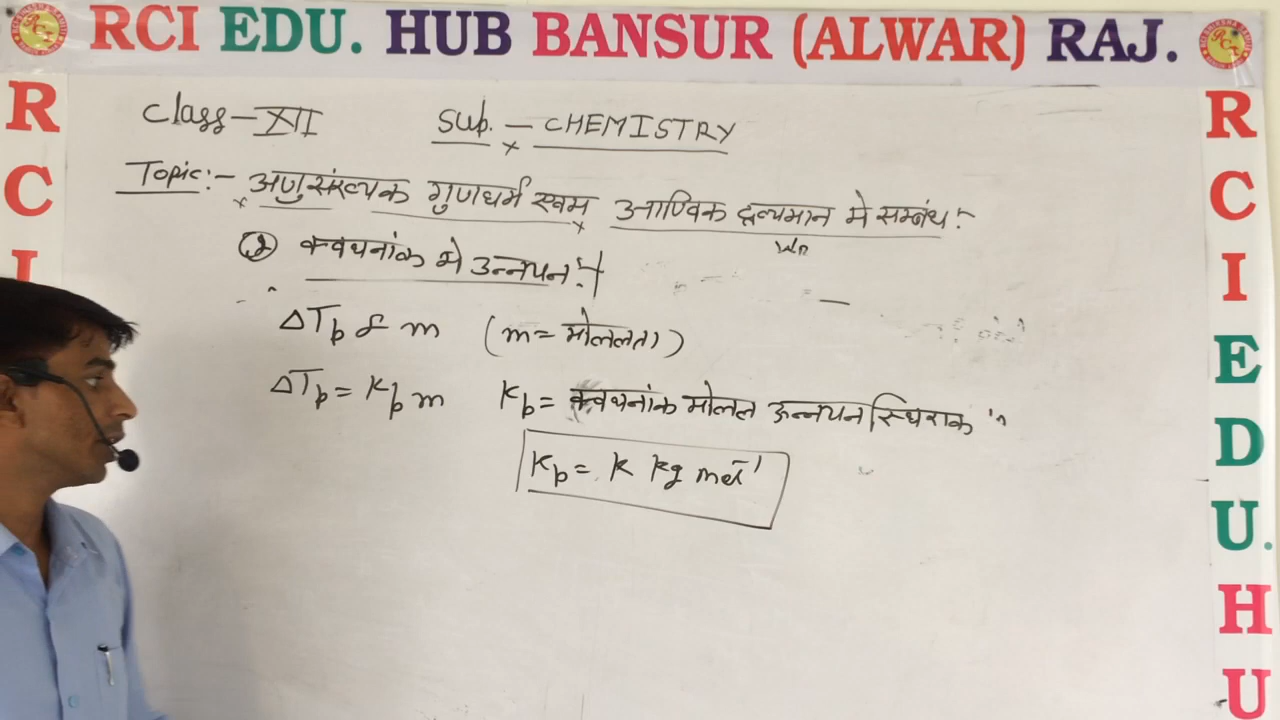 RCI EDU. HUB BANSUR (ALWAR) RAJ.
R C I
R C I E D U. H U
Class - XII Sub. - CHEMISTRY
Topic:- अणुसंख्यक गुणधर्म एवम आण्विक द्रव्यमान मे सम्बंध:-
क्वथनांक मे उन्नयन:-
ΔTb ∝ m (m = मोललता)
ΔTb = Kb m Kb = क्वथनांक मोलल उन्नयन स्थिरांक
Kb = K kg mol⁻¹